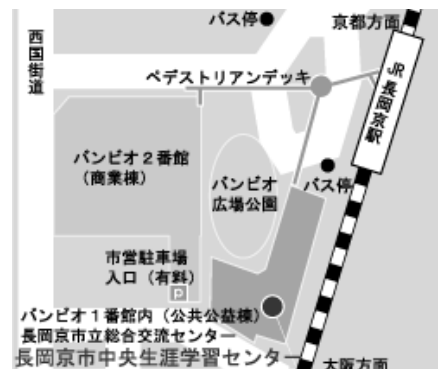 バス停
京都方面
西国街道
ペデストリアンデッキ
JR長岡京駅
バンビオ2番館
(商業棟)
バンビオ
広場公園
バス停
市営駐車場
入口(有料)
P
バンビオ1番館内(公共公益棟)
長岡京市立総合交流センター
長岡京市中央生涯学習センター
大阪方面